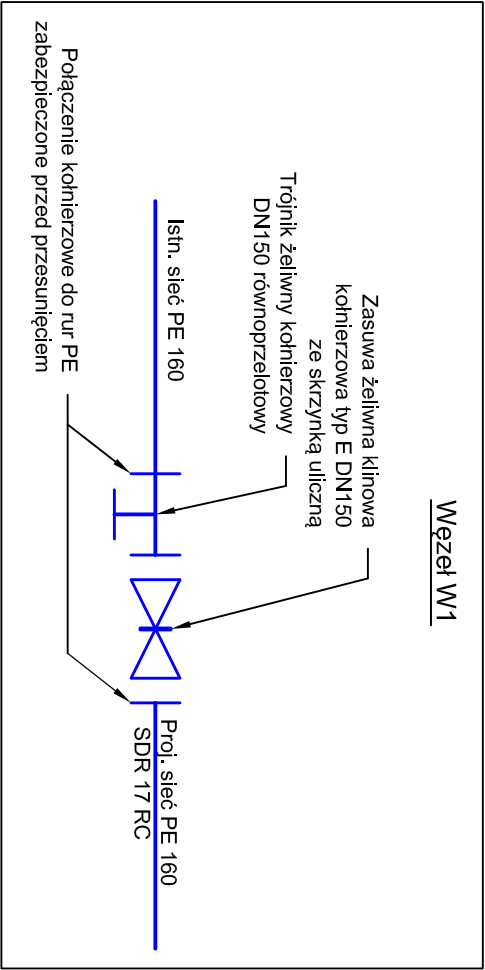 Węzeł W1
Zasuwa żeliwna klinowa
kołnierzowa typ E DN150
ze skrzynką uliczną
Trójnik żeliwny kołnierzowy
DN150 równoprzelotowy
Istn. sieć PE 160
Proj. sieć PE 160
SDR 17 RC
Połączenie kołnierzowe do rur PE
zabezpieczone przed przesunięciem